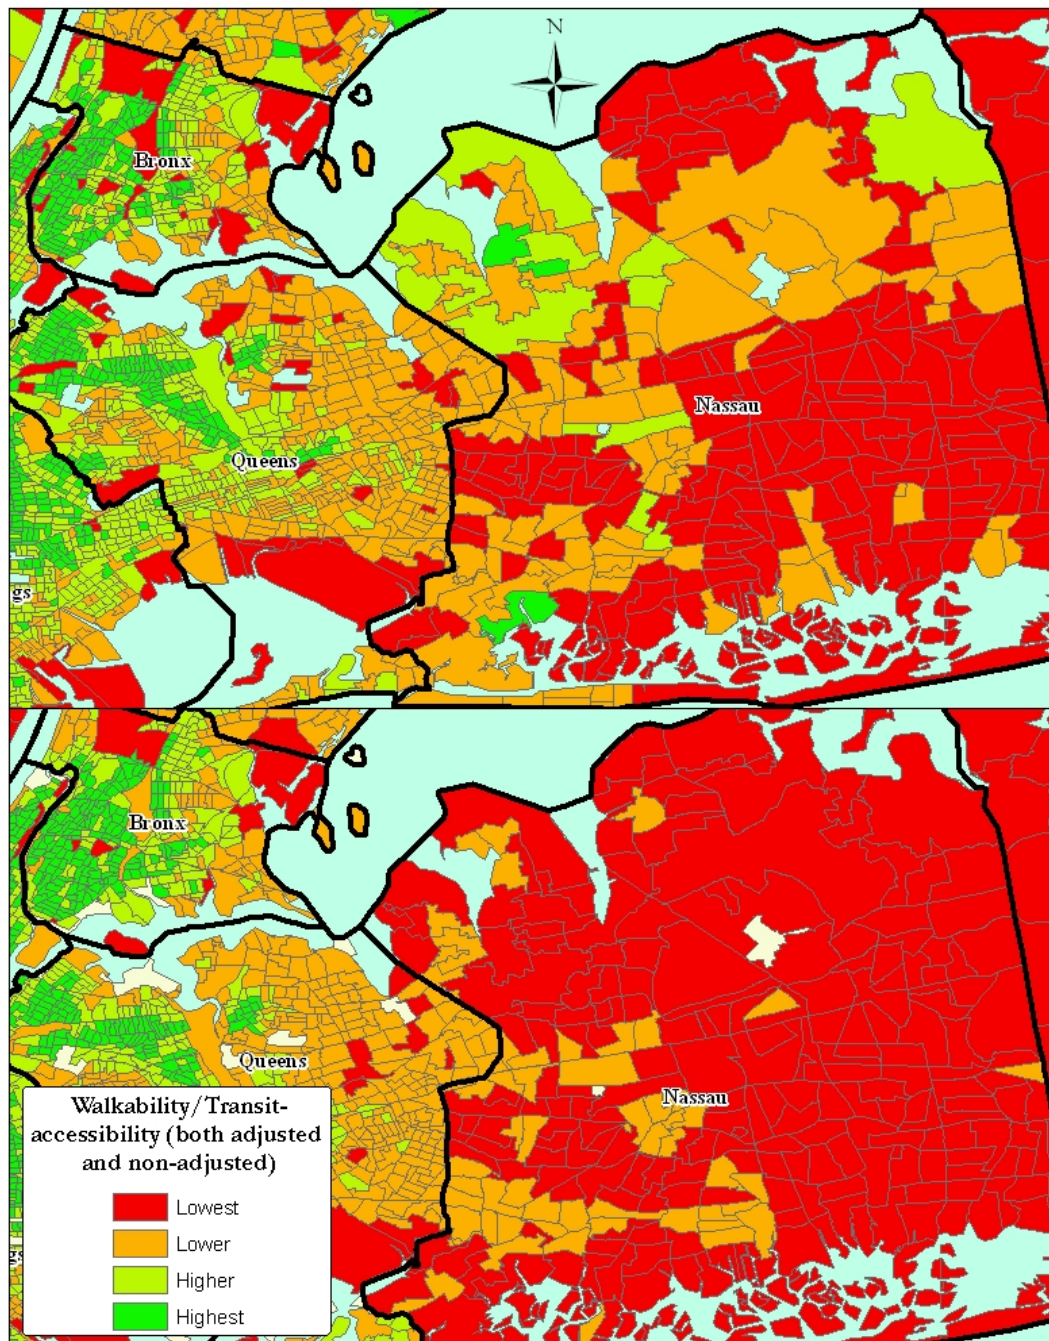 N
Bronx
Nassau
Queens
gs
Bronx
Queens
Nassau
Walkability/Transit-
accessibility (both adjusted
and non-adjusted)
Lowest
Lower
Higher
Highest
gs